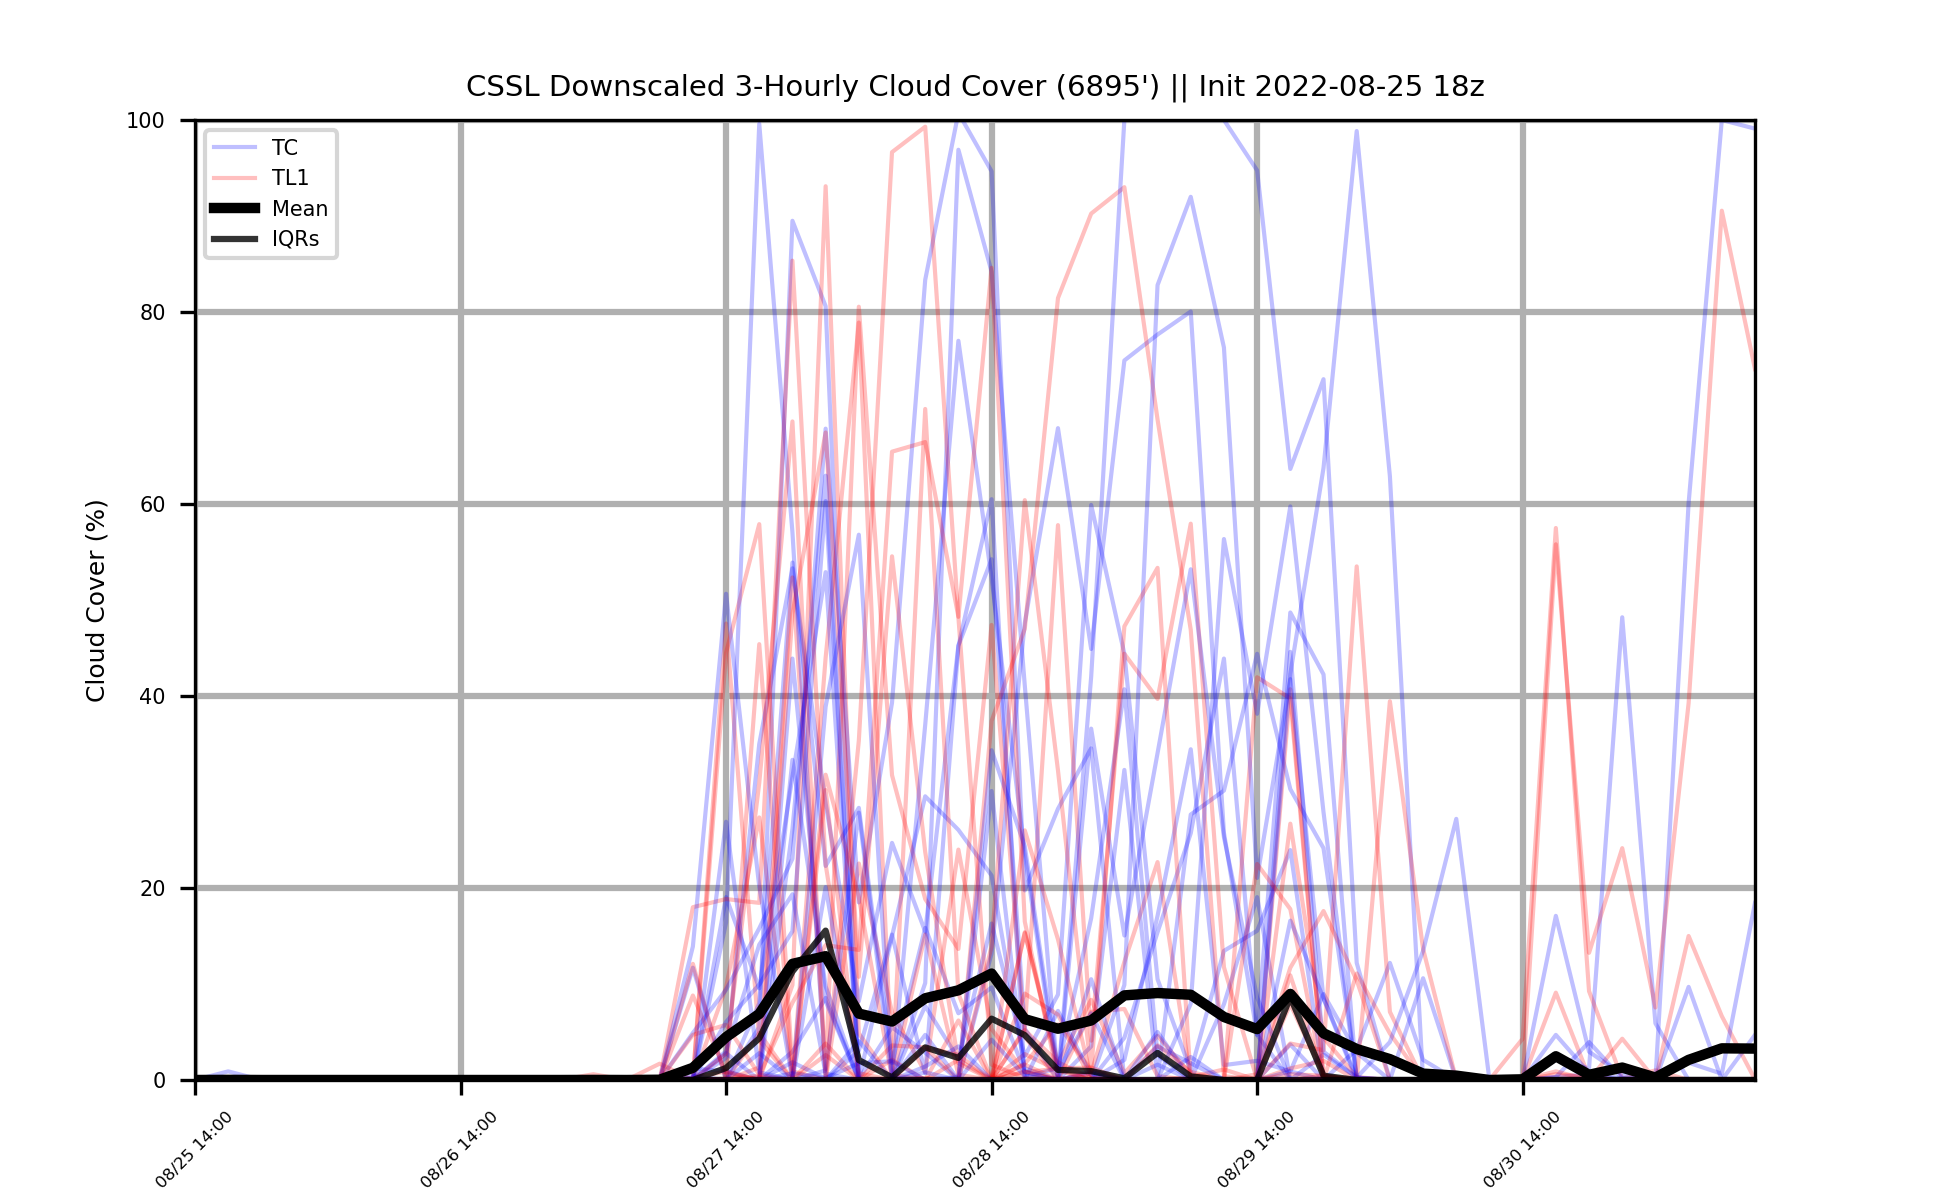 CSSL Downscaled 3-Hourly Cloud Cover (6895') || Init 2022-08-25 18z
TC
TL1
Mean
IQRs
Cloud Cover (%)
100
80
60
40
20
0
08/25 14:00
08/26 14:00
08/27 14:00
08/28 14:00
08/29 14:00
08/30 14:00